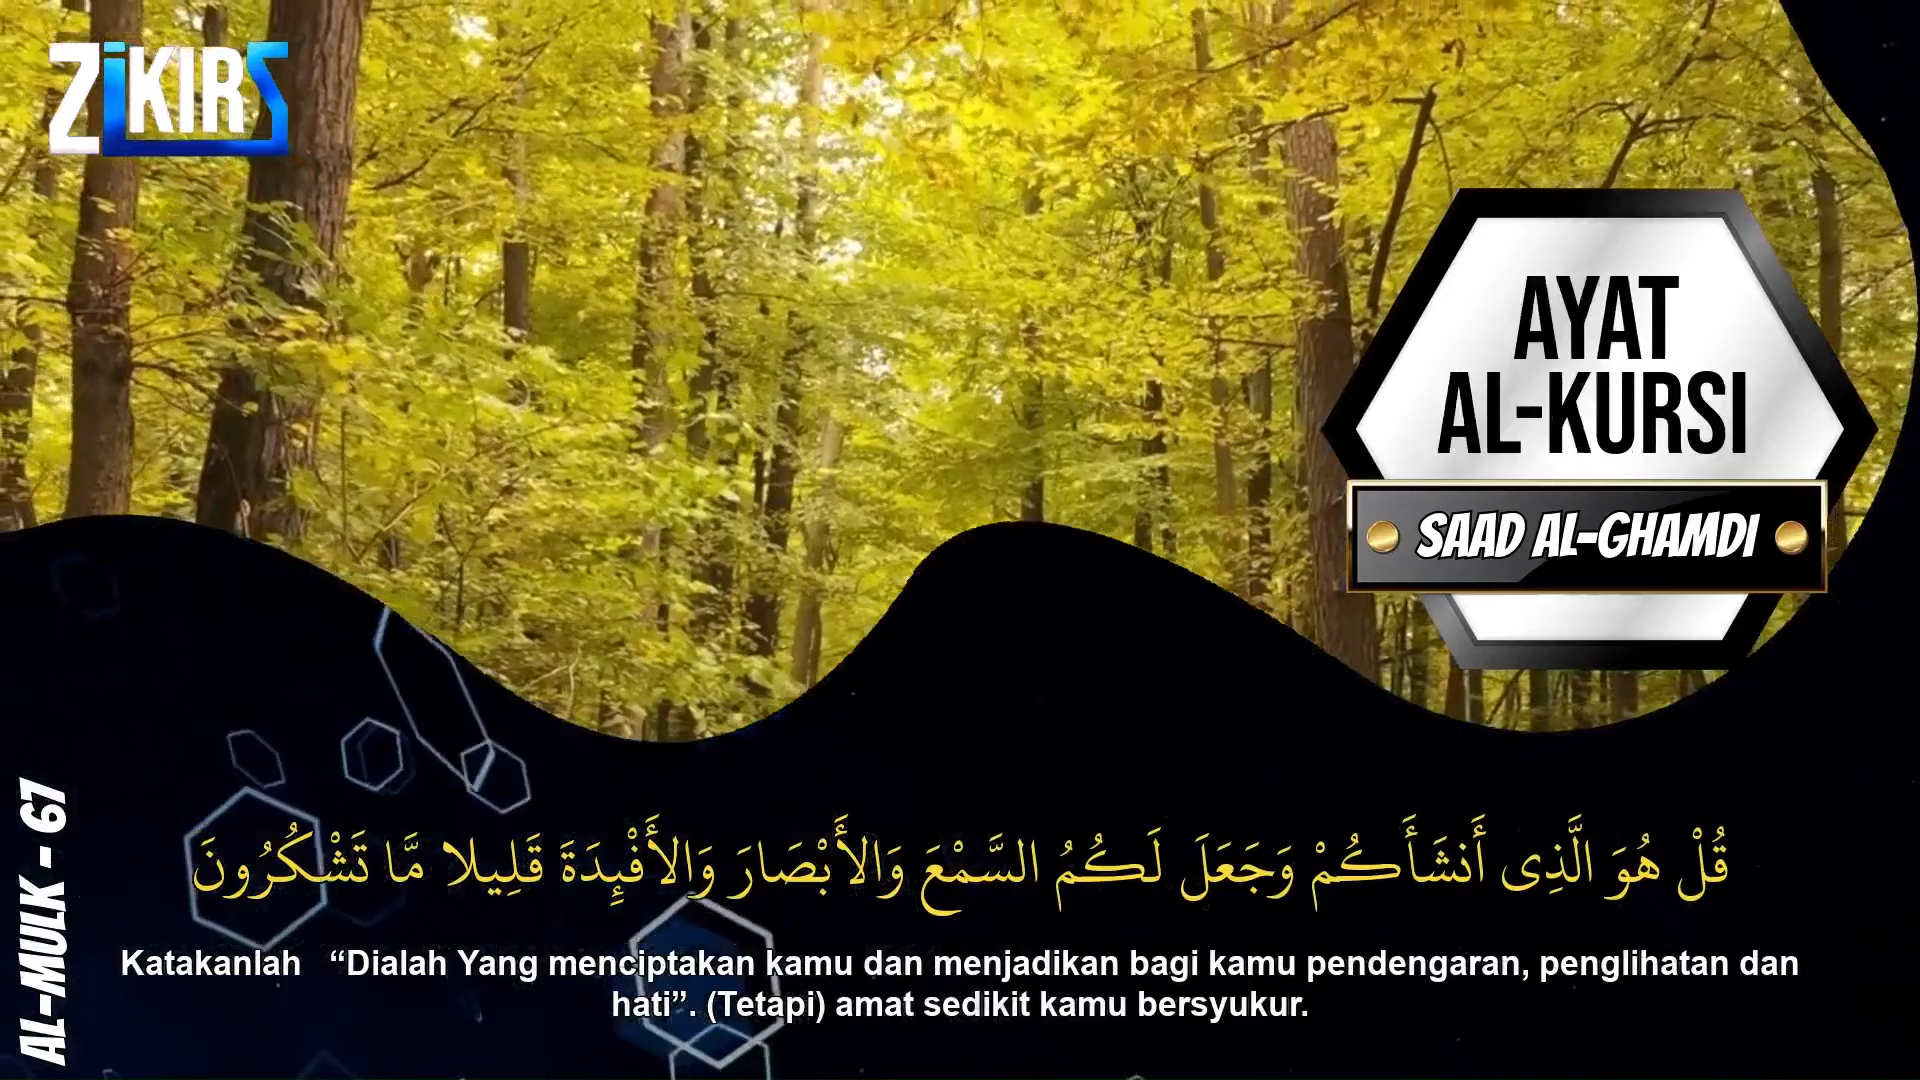 ZiKIRS
AYAT
AL-KURSI
SAAD AL-GHAMDI
AL-MULK - 67
قُلْ هُوَ الَّذِى أَنشَأَكُمْ وَجَعَلَ لَكُمُ السَّمْعَ وَالأَبْصَارَ وَالأَفْـِٕدَةَ قَلِيلا مَّا تَشْكُرُونَ
Katakanlah “Dialah Yang menciptakan kamu dan menjadikan bagi kamu pendengaran, penglihatan dan
hati”. (Tetapi) amat sedikit kamu bersyukur.